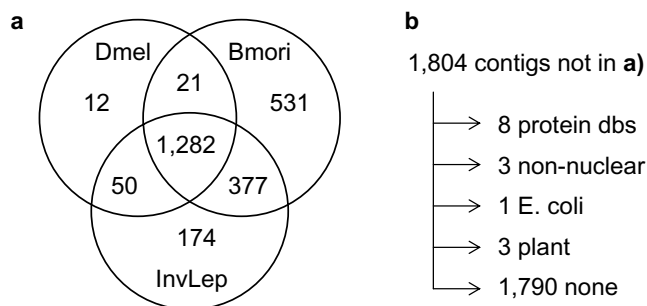 a
Dmel
Bmori
12
21
531
1,282
50
377
174
InvLep
b
1,804 contigs not in a)
8 protein dbs
3 non-nuclear
1 E. coli
3 plant
1,790 none